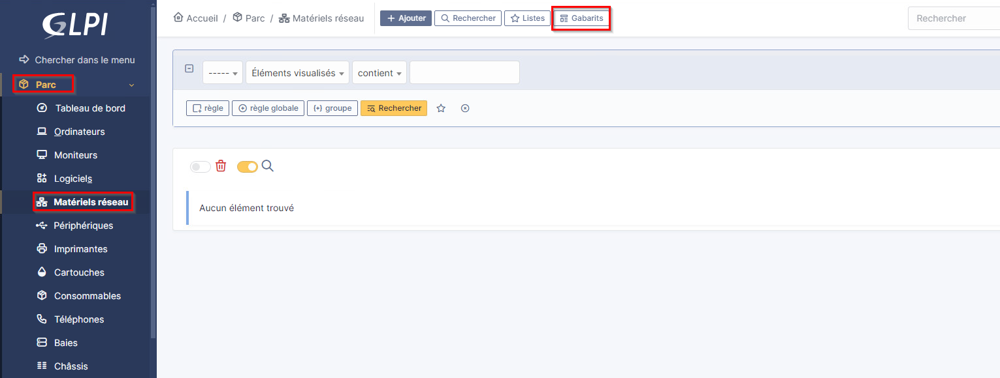 GLPI
Chercher dans le menu
Parc
Tableau de bord
Ordinateurs
Moniteurs
Logiciels
Matériels réseau
Périphériques
Imprimantes
Cartouches
Consommables
Téléphones
Baies
Châssis
Accueil / Parc / Matériels réseau
+ Ajouter Rechercher Listes Gabarits Rechercher
----- Éléments visualisés contient
règle règle globale groupe Rechercher
Aucun élément trouvé